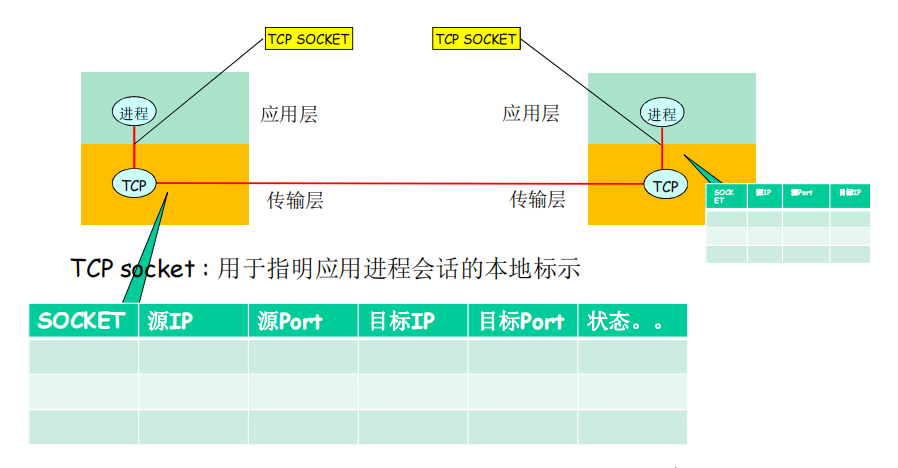 TCP SOCKET
TCP SOCKET
进程
应用层
应用层
进程
TCP
传输层
传输层
TCP
SOCK
ET
源IP
源Port
目标IP
TCP socket : 用于指明应用进程会话的本地标示
SOCKET 源IP 源Port 目标IP 目标Port 状态。。